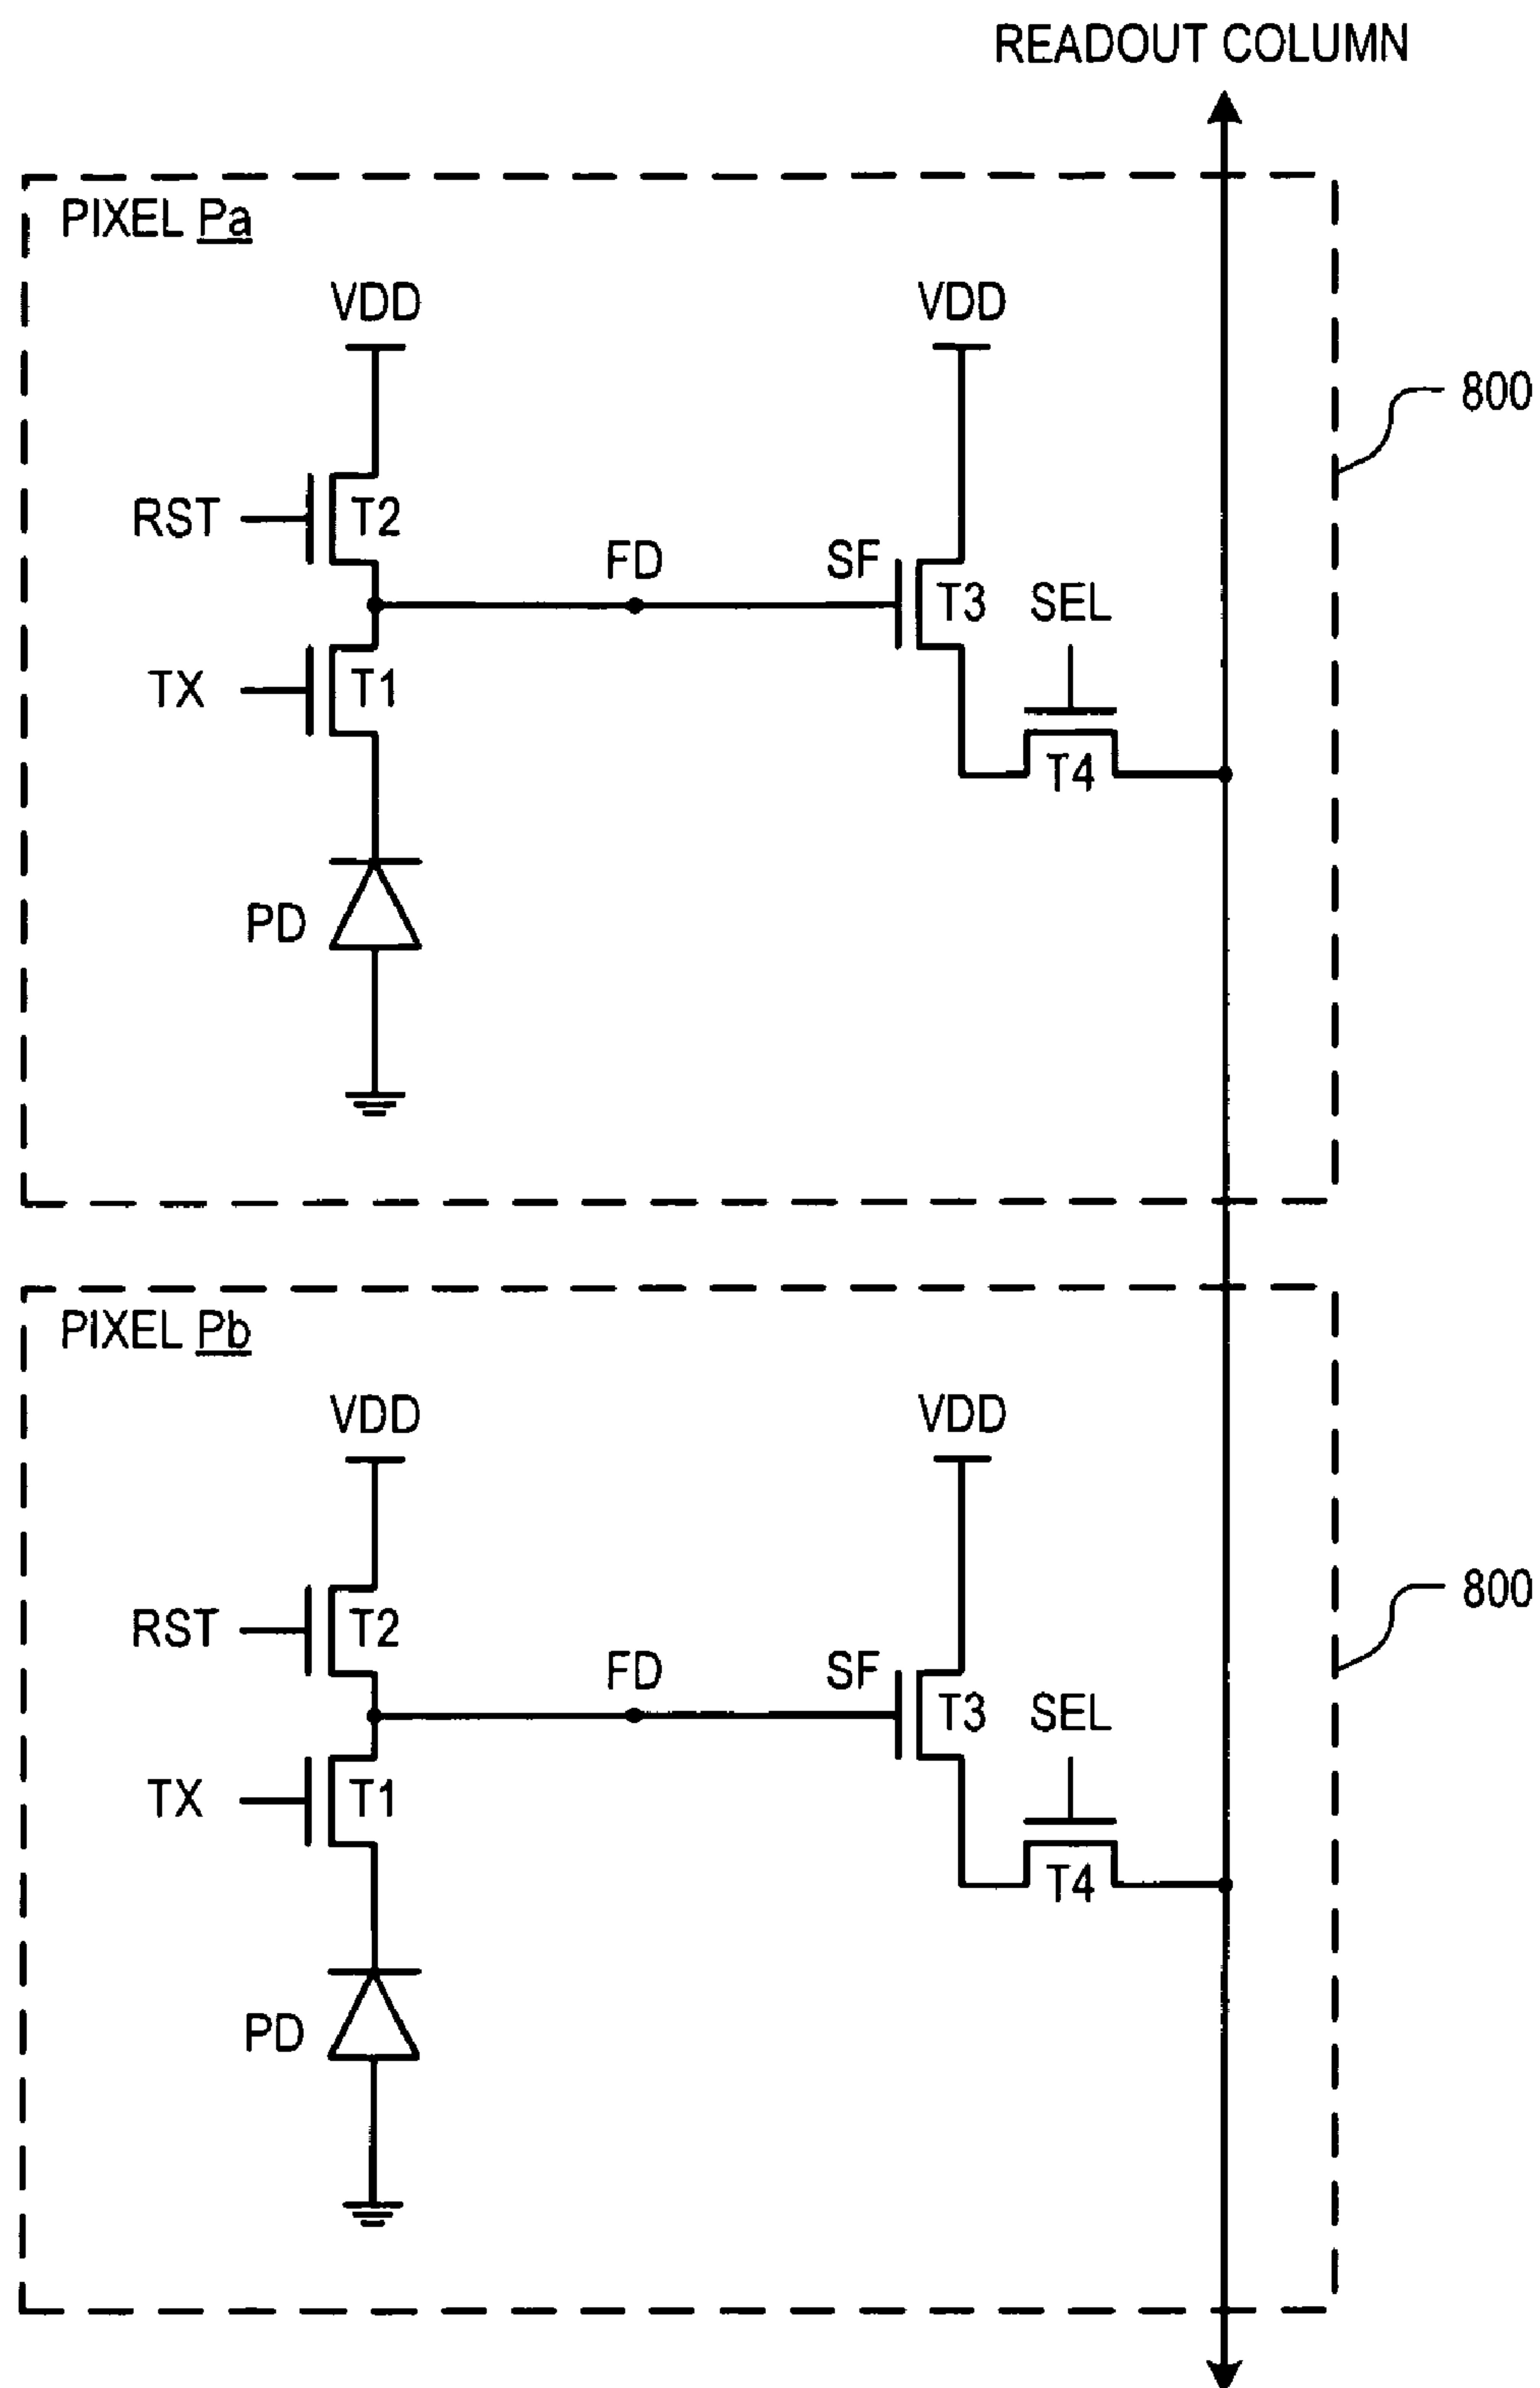 READOUT COLUMN
PIXEL Pa
VDD
VDD
800
RST
T2
FD
SF
T3
SEL
TX
T1
T4
PD
PIXEL Pb
VDD
VDD
800
RST
T2
FD
SF
T3
SEL
TX
T1
T4
PD